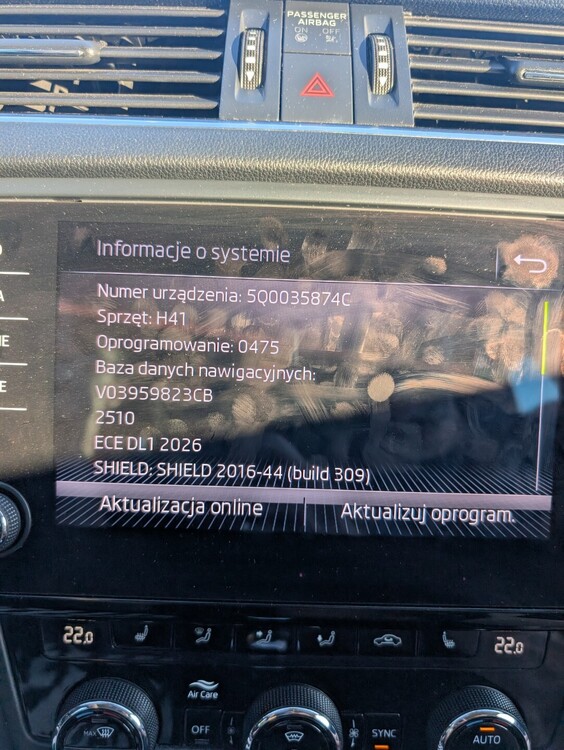 PASSENGER
AIRBAG
ON OFF
Informacje o systemie
Numer urządzenia: 5Q0035874C
Sprzęt: H41
Oprogramowanie: 0475
Baza danych nawigacyjnych:
V03959823CB
2510
ECE DL1 2026
SHIELD: SHIELD 2016-44 (build 309)
Aktualizacja online
Aktualizuj oprogram.
22.0
22.0
Air Care
MAX
OFF
SYNC
AUTO